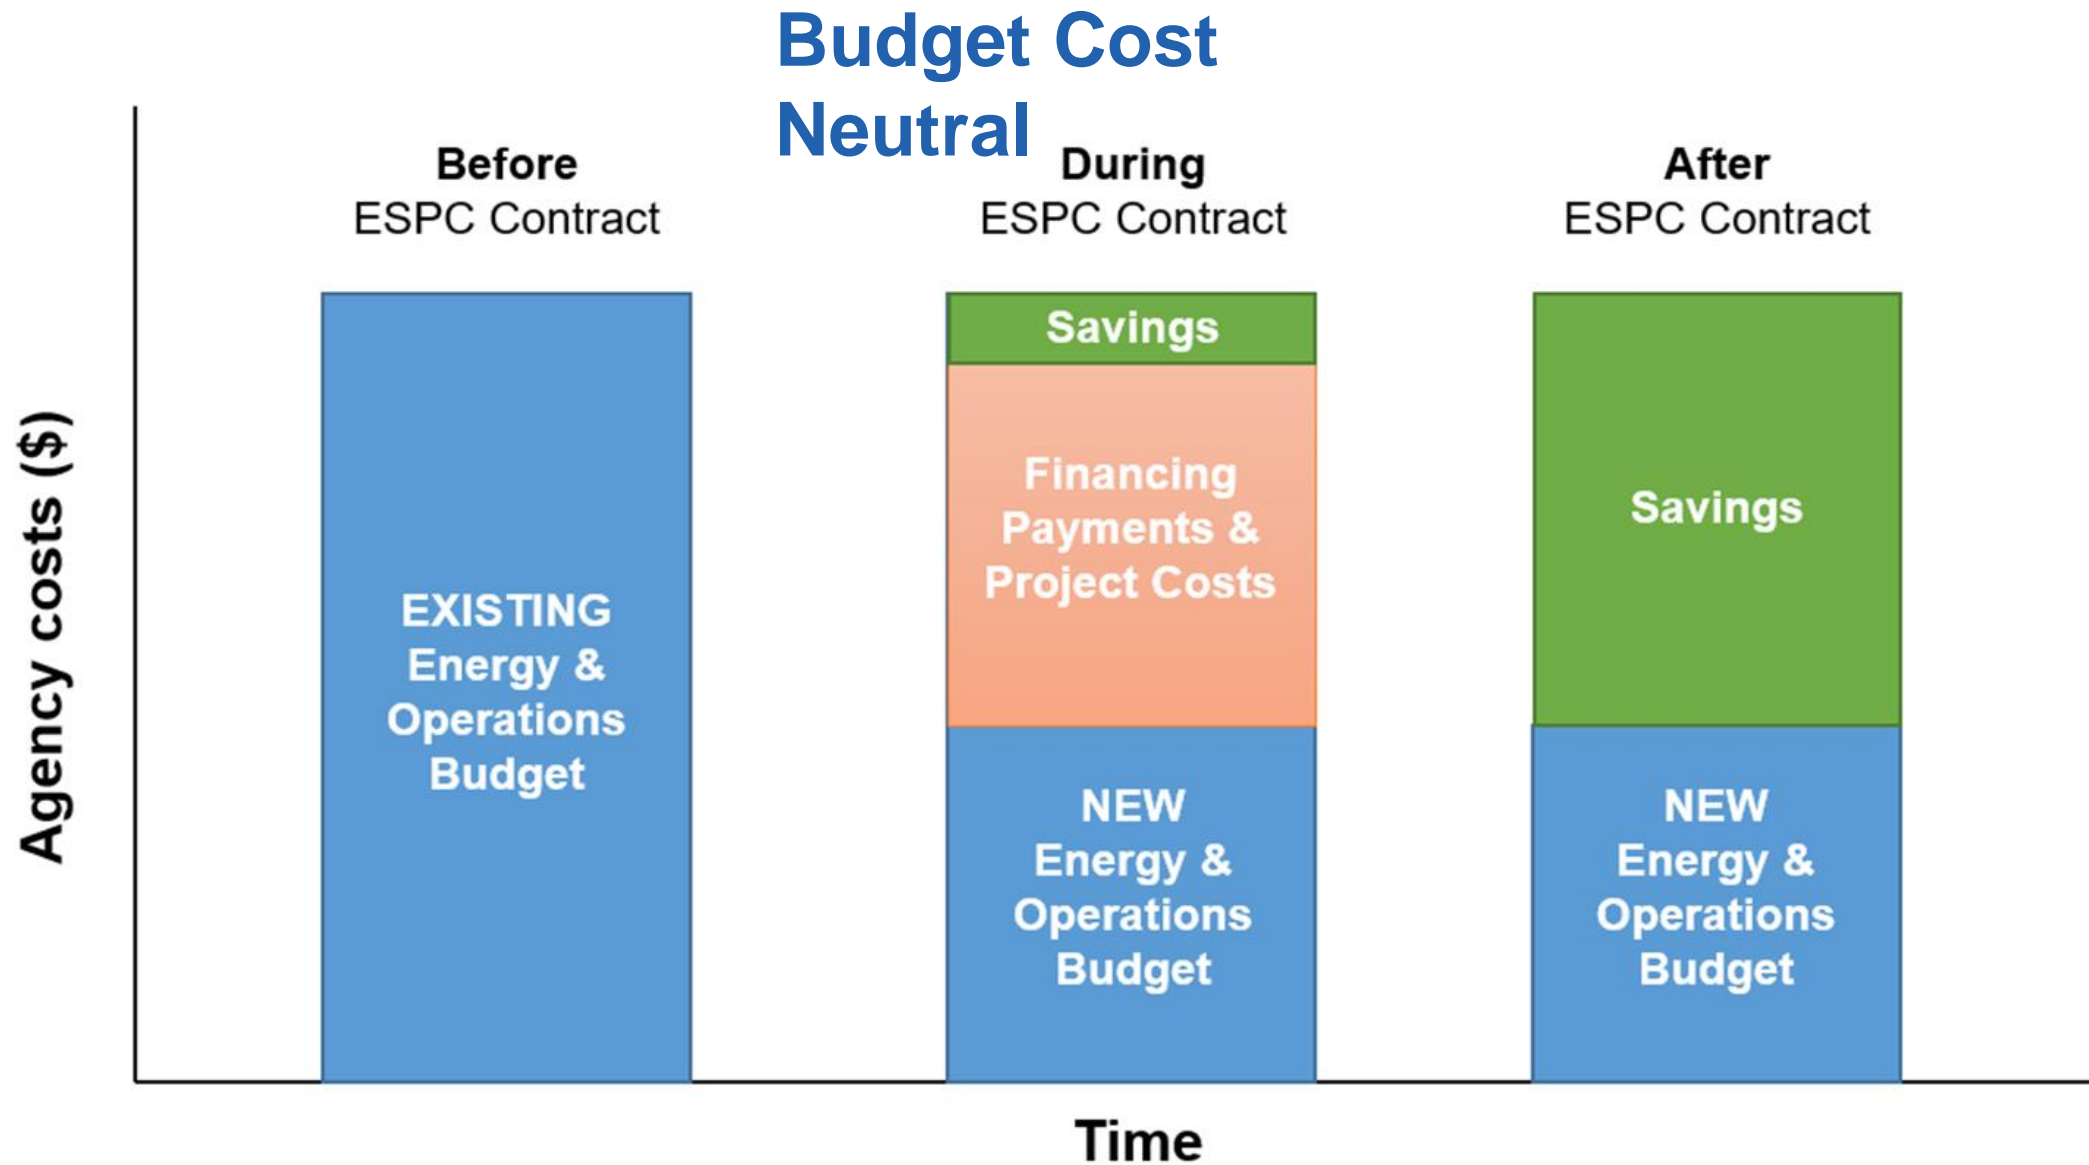 Budget Cost
Neutral
Before
ESPC Contract
During
ESPC Contract
After
ESPC Contract
Agency costs ($)
EXISTING
Energy &
Operations
Budget
Savings
Financing
Payments &
Project Costs
NEW
Energy &
Operations
Budget
Savings
NEW
Energy &
Operations
Budget
Time